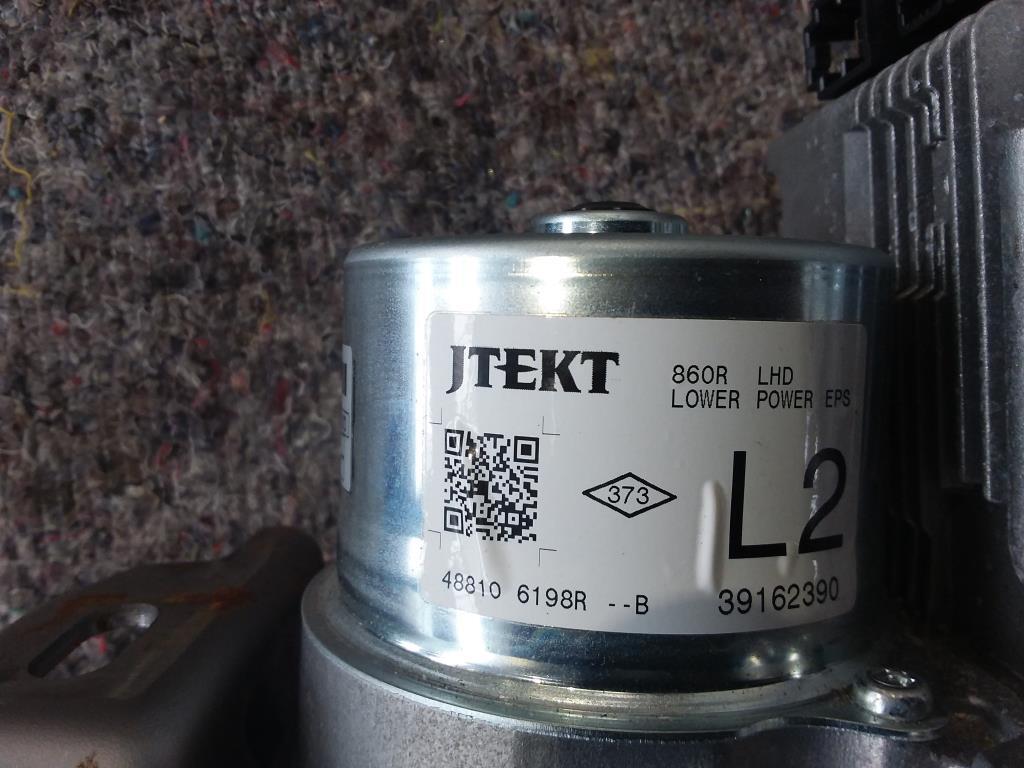 JTEKT
860R LHD
LOWER POWER EPS
373
L2
48810 6198R --B
39162390